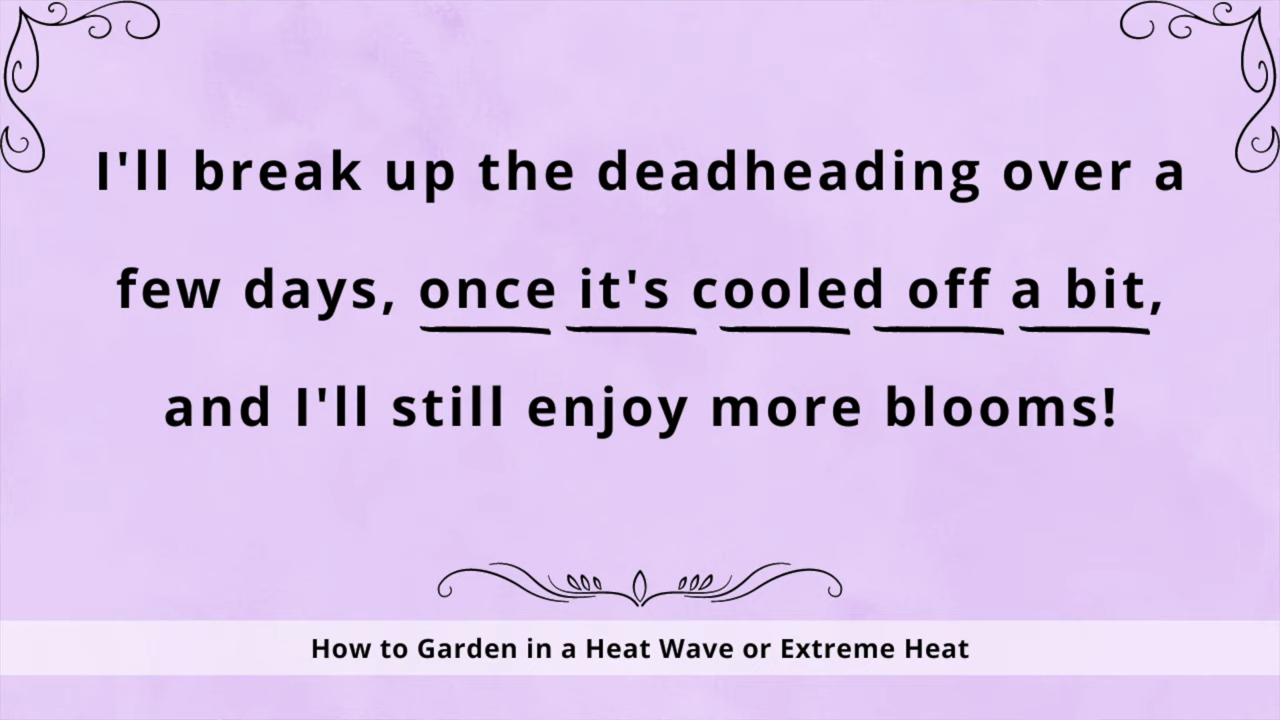 I'll break up the deadheading over a
few days, once it's cooled off a bit,
and I'll still enjoy more blooms!
How to Garden in a Heat Wave or Extreme Heat